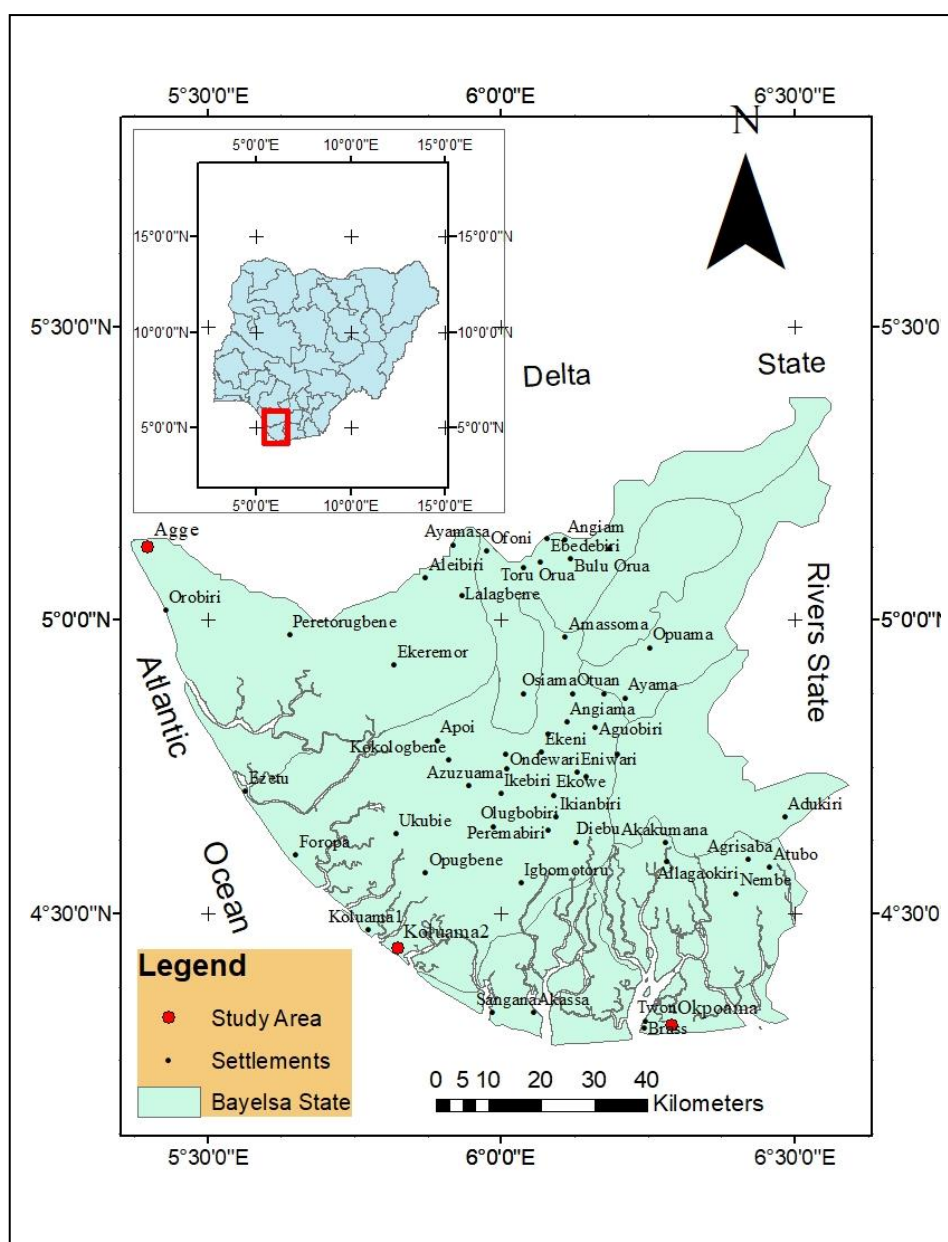 5°30'0"E 6°0'0"E 6°30'0"E
N
5°0'0"E 10°0'0"E 15°0'0"E
15°0'0"N 15°0'0"N
10°0'0"N 10°0'0"N
5°0'0"N 5°0'0"N
5°0'0"E 10°0'0"E 15°0'0"E
5°30'0"N 5°30'0"N
Delta State
Agge
Ayamasa Ofoni Angiam
Ebedebiri
Aleibiri Toru Orua Bulu Orua
Lalagbene
Orobiri
5°0'0"N 5°0'0"N
Peretorugbene Amassoma Opuama
Ekeremor
Rivers State
Atlantic
Osiama Otuan Ayama
Angiama
Apoi Aguobiri
Ekeni
Kokologbene Ondewari Eniwari
Azuzuama Ikebiri Ekowe
Ezetu
Olugbobiri Ikianbiri Adukiri
Ukubie Peremabiri Diebu Akakumana
Foropa Agrisaba Atubo
Opugbene Igbomotoru Allagaokiri Nembe
Ocean
4°30'0"N 4°30'0"N
Koluama1
Koluama2
Sangana Akassa Twon Okpoama
Brass
Legend
Study Area
Settlements
Bayelsa State
0 5 10 20 30 40
Kilometers
5°30'0"E 6°0'0"E 6°30'0"E